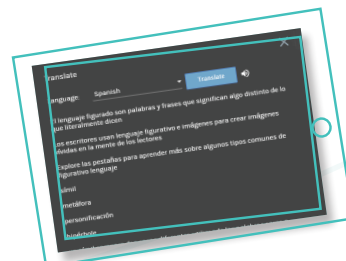 Translate
Language: Spanish Translate
El lenguaje figurado son palabras y frases que significan algo distinto de lo
que literalmente dicen
Los escritores usan lenguaje figurativo e imágenes para crear imágenes
vívidas en la mente de los lectores
Explore las pestañas para aprender más sobre algunos tipos comunes de
figurativo lenguaje
símil
metáfora
personificación
hipérbole